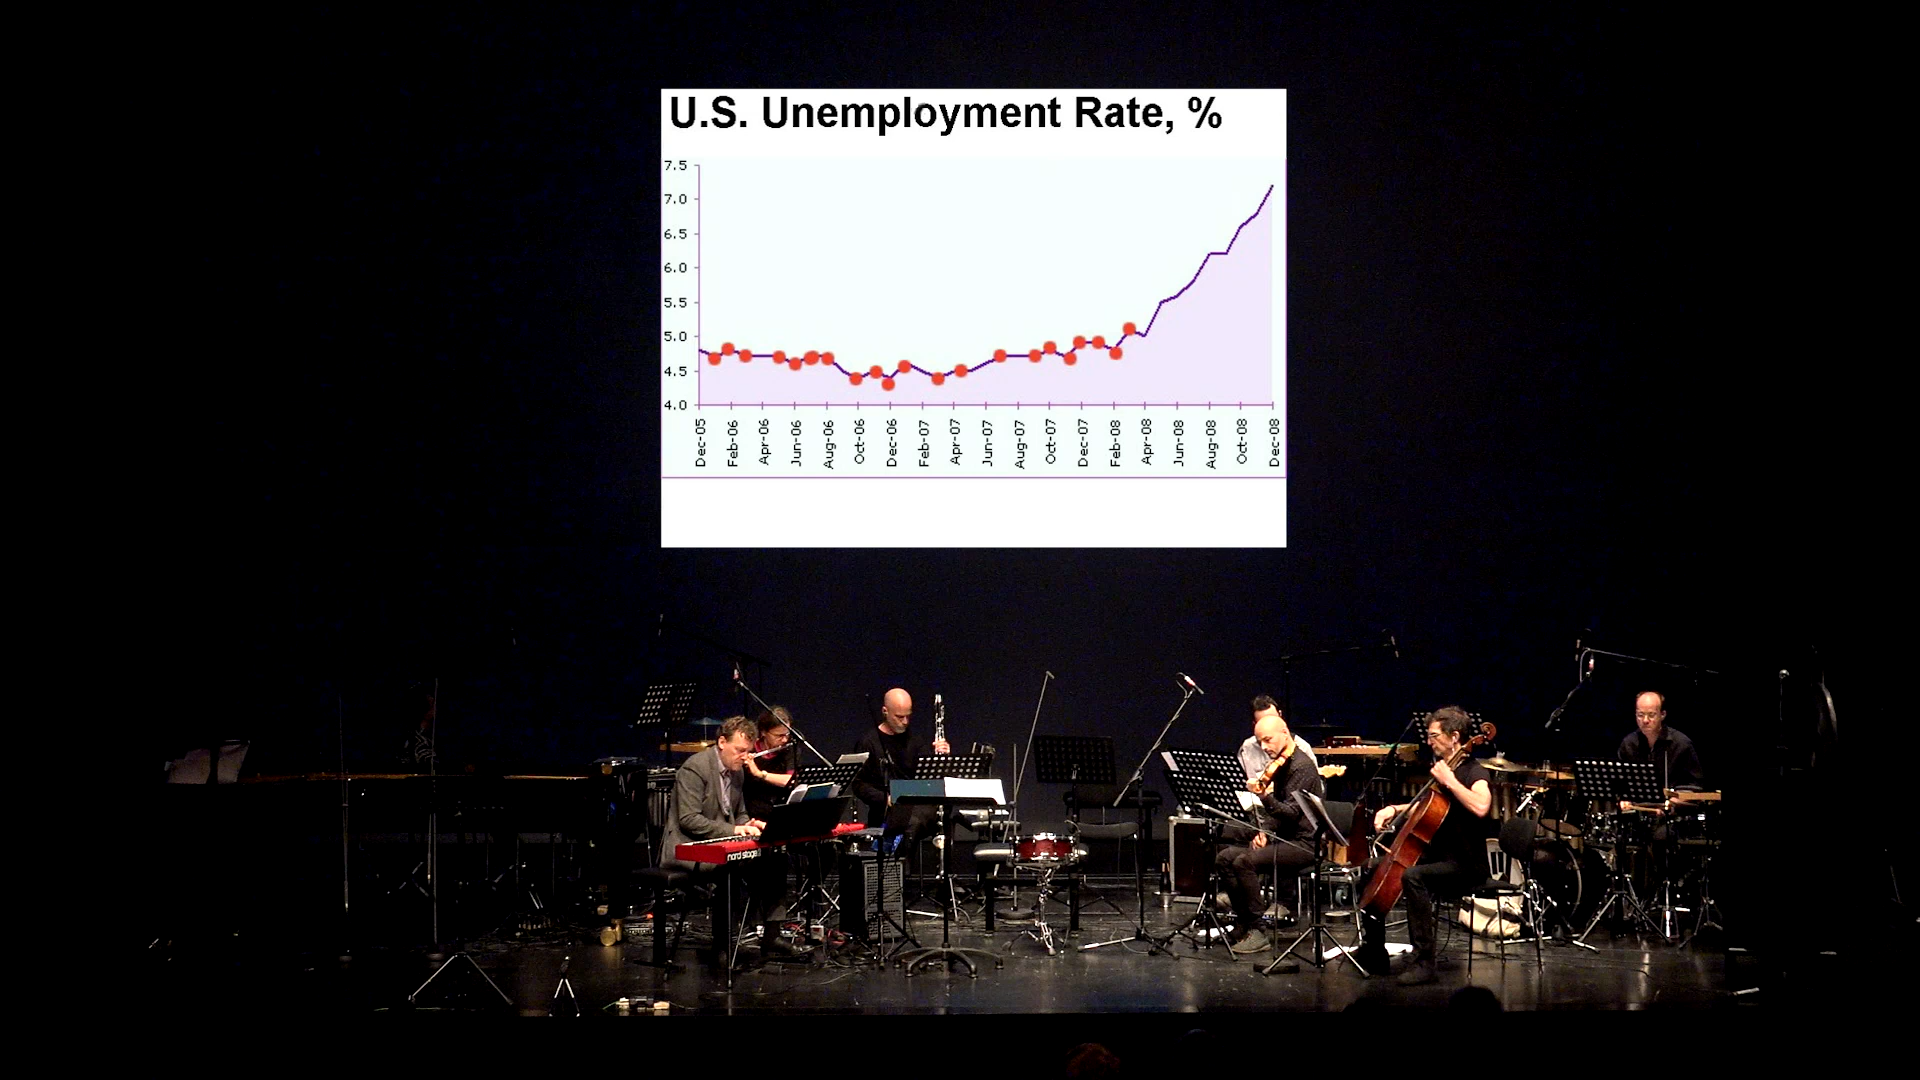 U.S. Unemployment Rate, %
7.5
7.0
6.5
6.0
5.5
5.0
4.5
4.0
Dec-05
Feb-06
Apr-06
Jun-06
Aug-06
Oct-06
Dec-06
Feb-07
Apr-07
Jun-07
Aug-07
Oct-07
Dec-07
Feb-08
Apr-08
Jun-08
Aug-08
Oct-08
Dec-08
nord stage